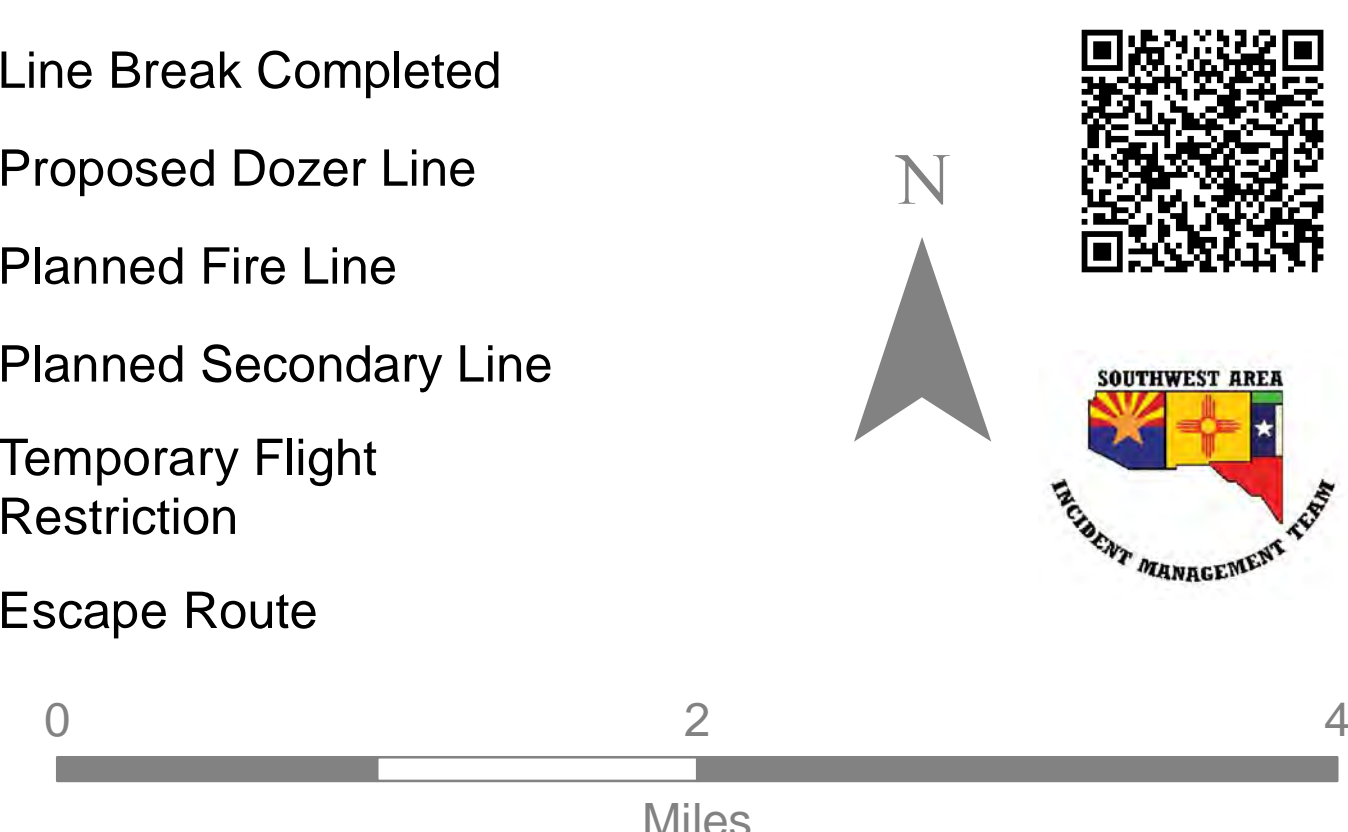 Line Break Completed
Proposed Dozer Line
Planned Fire Line
Planned Secondary Line
Temporary Flight
Restriction
Escape Route
N
SOUTHWEST AREA
INCIDENT MANAGEMENT TEAM
0 2 4
Miles